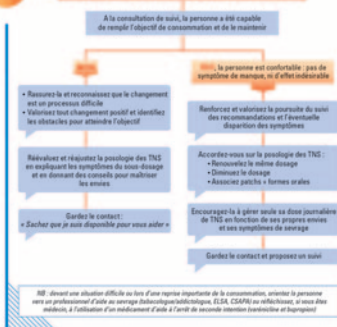 A la consultation de suivi, la personne a été capable
de remplir l'objectif de consommation et de le maintenir
• Rassurez-la et reconnaissez que le changement
est un processus difficile
• Valorisez tout changement positif et identifiez
les obstacles pour atteindre l'objectif
Réévaluez et réajustez la posologie des TNS
en expliquant les symptômes du sous-dosage
et en donnant des conseils pour maîtriser
les envies
Gardez le contact :
« Sachez que je suis disponible pour vous aider »
, la personne est confortable : pas de
symptôme de manque, ni d'effet indésirable
Renforcez et valorisez la poursuite du suivi
des recommandations et l'éventuelle
disparition des symptômes
Accordez-vous sur la posologie des TNS :
• Renouvelez le même dosage
• Diminuez le dosage
• Associez patchs + formes orales
Encouragez-la à gérer seule sa dose journalière
de TNS en fonction de ses propres envies
et ses symptômes de sevrage
Gardez le contact et proposez un suivi
NB : devant une situation difficile ou lors d'une reprise importante de la consommation, orientez la personne
vers un professionnel d'aide au sevrage (tabacologue/addictologue, ELSA, CSAPA) ou réfléchissez, si vous êtes
médecin, à l'utilisation d'un médicament d'aide à l'arrêt de seconde intention (varénicline et bupropion)